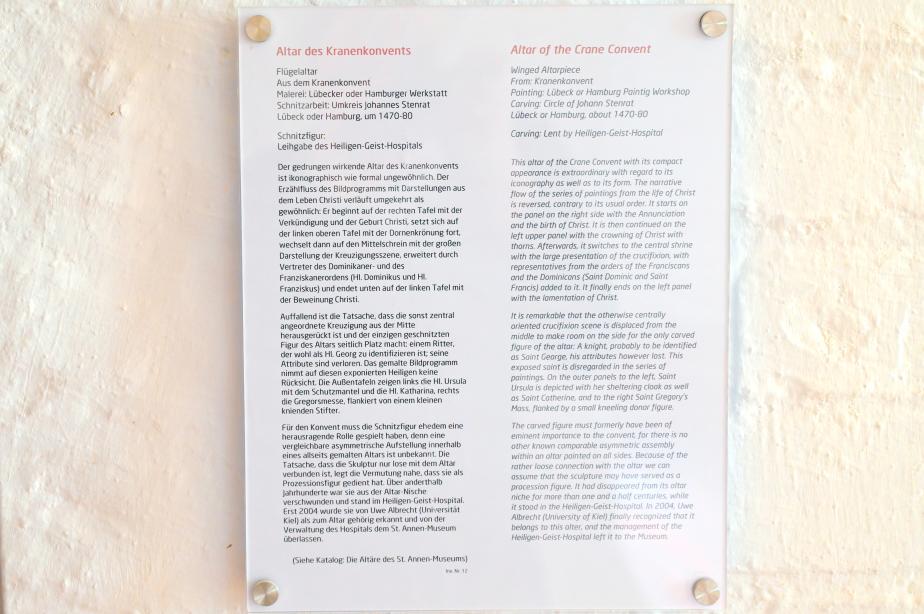 Altar des Kranenkonvents
Flügelaltar
Aus dem Kranenkonvent
Malerei: Lübecker oder Hamburger Werkstatt
Schnitzarbeit: Umkreis Johannes Stenrat
Lübeck oder Hamburg, um 1470-80
Schnitzfigur:
Leihgabe des Heiligen-Geist-Hospitals
Der gedrungen wirkende Altar des Kranenkonvents
ist ikonographisch wie formal ungewöhnlich. Der
Erzählfluss des Bildprogramms mit Darstellungen aus
dem Leben Christi verläuft umgekehrt als
gewöhnlich: Er beginnt auf der rechten Tafel mit der
Verkündigung und der Geburt Christi, setzt sich auf
der linken oberen Tafel mit der Dornenkrönung fort,
wechselt dann auf den Mittelschrein mit der großen
Darstellung der Kreuzigungsszene, erweitert durch
Vertreter des Dominikaner- und des
Franziskanerordens (Hl. Dominikus und Hl.
Franziskus) und endet unten auf der linken Tafel mit
der Beweinung Christi.
Auffallend ist die Tatsache, dass die sonst zentral
angeordnete Kreuzigung aus der Mitte
herausgerückt ist und der einzigen geschnitzten
Figur des Altars seitlich Platz macht: einem Ritter,
der wohl als Hl. Georg zu identifizieren ist; seine
Attribute sind verloren. Das gemalte Bildprogramm
nimmt auf diesen exponierten Heiligen keine
Rücksicht. Die Außentafeln zeigen links die Hl. Ursula
mit dem Schutzmantel und die Hl. Katharina, rechts
die Gregorsmesse, flankiert von einem kleinen
knienden Stifter.
Für den Konvent muss die Schnitzfigur ehedem eine
herausragende Rolle gespielt haben, denn eine
vergleichbare asymmetrische Aufstellung innerhalb
eines allseits gemalten Altars ist unbekannt. Die
Tatsache, dass die Skulptur nur lose mit dem Altar
verbunden ist, legt die Vermutung nahe, dass sie als
Prozessionsfigur gedient hat. Über anderthalb
Jahrhunderte war sie aus der Altar-Nische
verschwunden und stand im Heiligen-Geist-Hospital.
Erst 2004 wurde sie von Uwe Albrecht (Universität
Kiel) als zum Altar gehörig erkannt und von der
Verwaltung des Hospitals dem St. Annen-Museum
überlassen.
(Siehe Katalog: Die Altäre des St. Annen-Museums)
Inv. Nr. 12
Altar of the Crane Convent
Winged Altarpiece
From: Kranenkonvent
Painting: Lübeck or Hamburg Paintig Workshop
Carving: Circle of Johann Stenrat
Lübeck or Hamburg, about 1470-80
Carving: Lent by Heiligen-Geist-Hospital
This altar of the Crane Convent with its compact
appearance is extraordinary with regard to its
iconography as well as to its form. The narrative
flow of the series of paintings from the life of Christ
is reversed, contrary to its usual order. It starts on
the panel on the right side with the Annunciation
and the birth of Christ. It is then continued on the
left upper panel with the crowning of Christ with
thorns. Afterwards, it switches to the central shrine
with the large presentation of the crucifixion, with
representatives from the orders of the Franciscans
and the Dominicans (Saint Dominic and Saint
Francis) added to it. It finally ends on the left panel
with the lamentation of Christ.
It is remarkable that the otherwise centrally
oriented crucifixion scene is displaced from the
middle to make room on the side for the only carved
figure of the altar: A knight, probably to be identified
as Saint George, his attributes however lost. This
exposed saint is disregarded in the series of
paintings. On the outer panels to the left, Saint
Ursula is depicted with her sheltering cloak as well
as Saint Catherine, and to the right Saint Gregory's
Mass, flanked by a small kneeling donar figure.
The carved figure must formerly have been of
eminent importance to the convent, for there is no
other known comparable asymmetric assembly
within an altar painted on all sides. Because of the
rather loose connection with the altar we can
assume that the sculpture may have served as a
procession figure. It had disappeared from its altar
niche for more than one and a half centuries, while
it stood in the Heiligen-Geist-Hospital. In 2004, Uwe
Albrecht (University of Kiel) finally recognized that it
belongs to this alter, and the management of the
Heiligen-Geist-Hospital left it to the Museum.